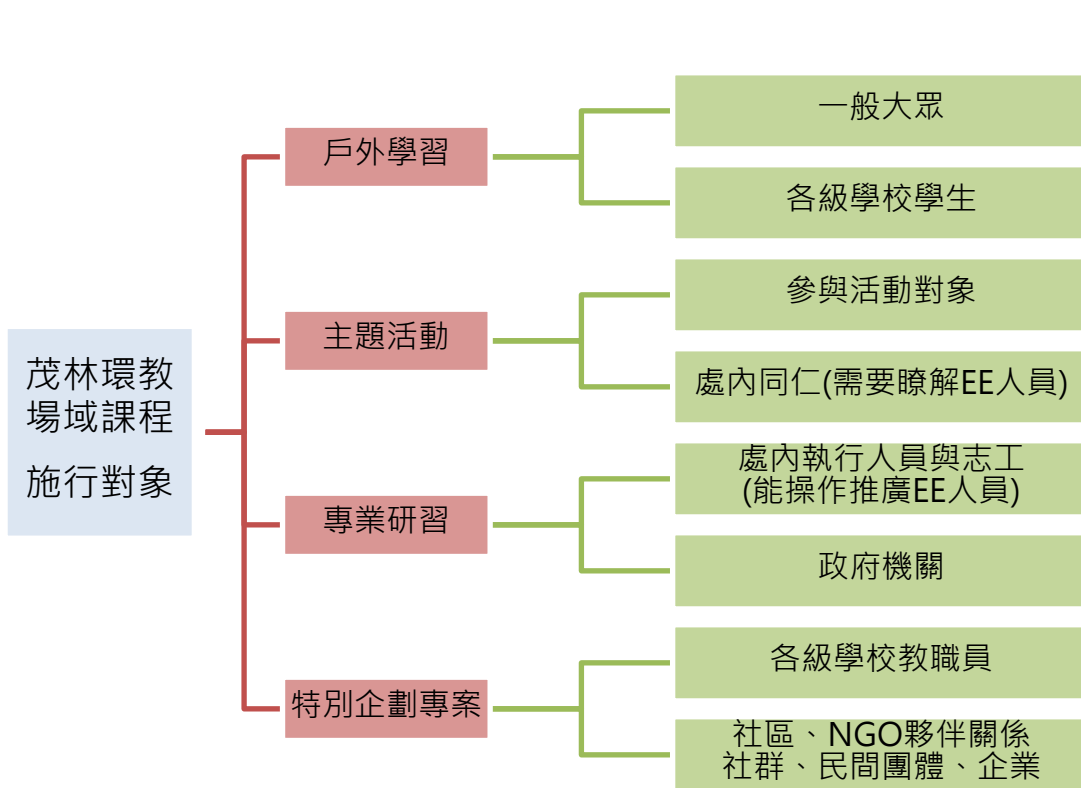 茂林環教
場域課程
施行對象
戶外學習
一般大眾
各級學校學生
主題活動
參與活動對象
處內同仁(需要瞭解EE人員)
專業研習
處內執行人員與志工
(能操作推廣EE人員)
政府機關
特別企劃專案
各級學校教職員
社區、NGO夥伴關係
社群、民間團體、企業